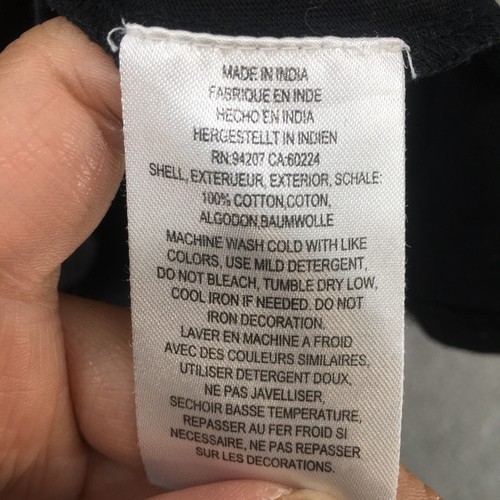 MADE IN INDIA
FABRIQUE EN INDE
HECHO EN INDIA
HERGESTELLT IN INDIEN
RN:94207 CA:60224
SHELL, EXTERUEUR, EXTERIOR, SCHALE:
100% COTTON,COTON,
ALGODON,BAUMWOLLE
MACHINE WASH COLD WITH LIKE
COLORS, USE MILD DETERGENT,
DO NOT BLEACH, TUMBLE DRY LOW,
COOL IRON IF NEEDED. DO NOT
IRON DECORATION.
LAVER EN MACHINE A FROID
AVEC DES COULEURS SIMILAIRES,
UTILISER DETERGENT DOUX,
NE PAS JAVELLISER,
SECHOIR BASSE TEMPERATURE,
REPASSER AU FER FROID SI
NECESSAIRE, NE PAS REPASSER
SUR LES DECORATIONS.